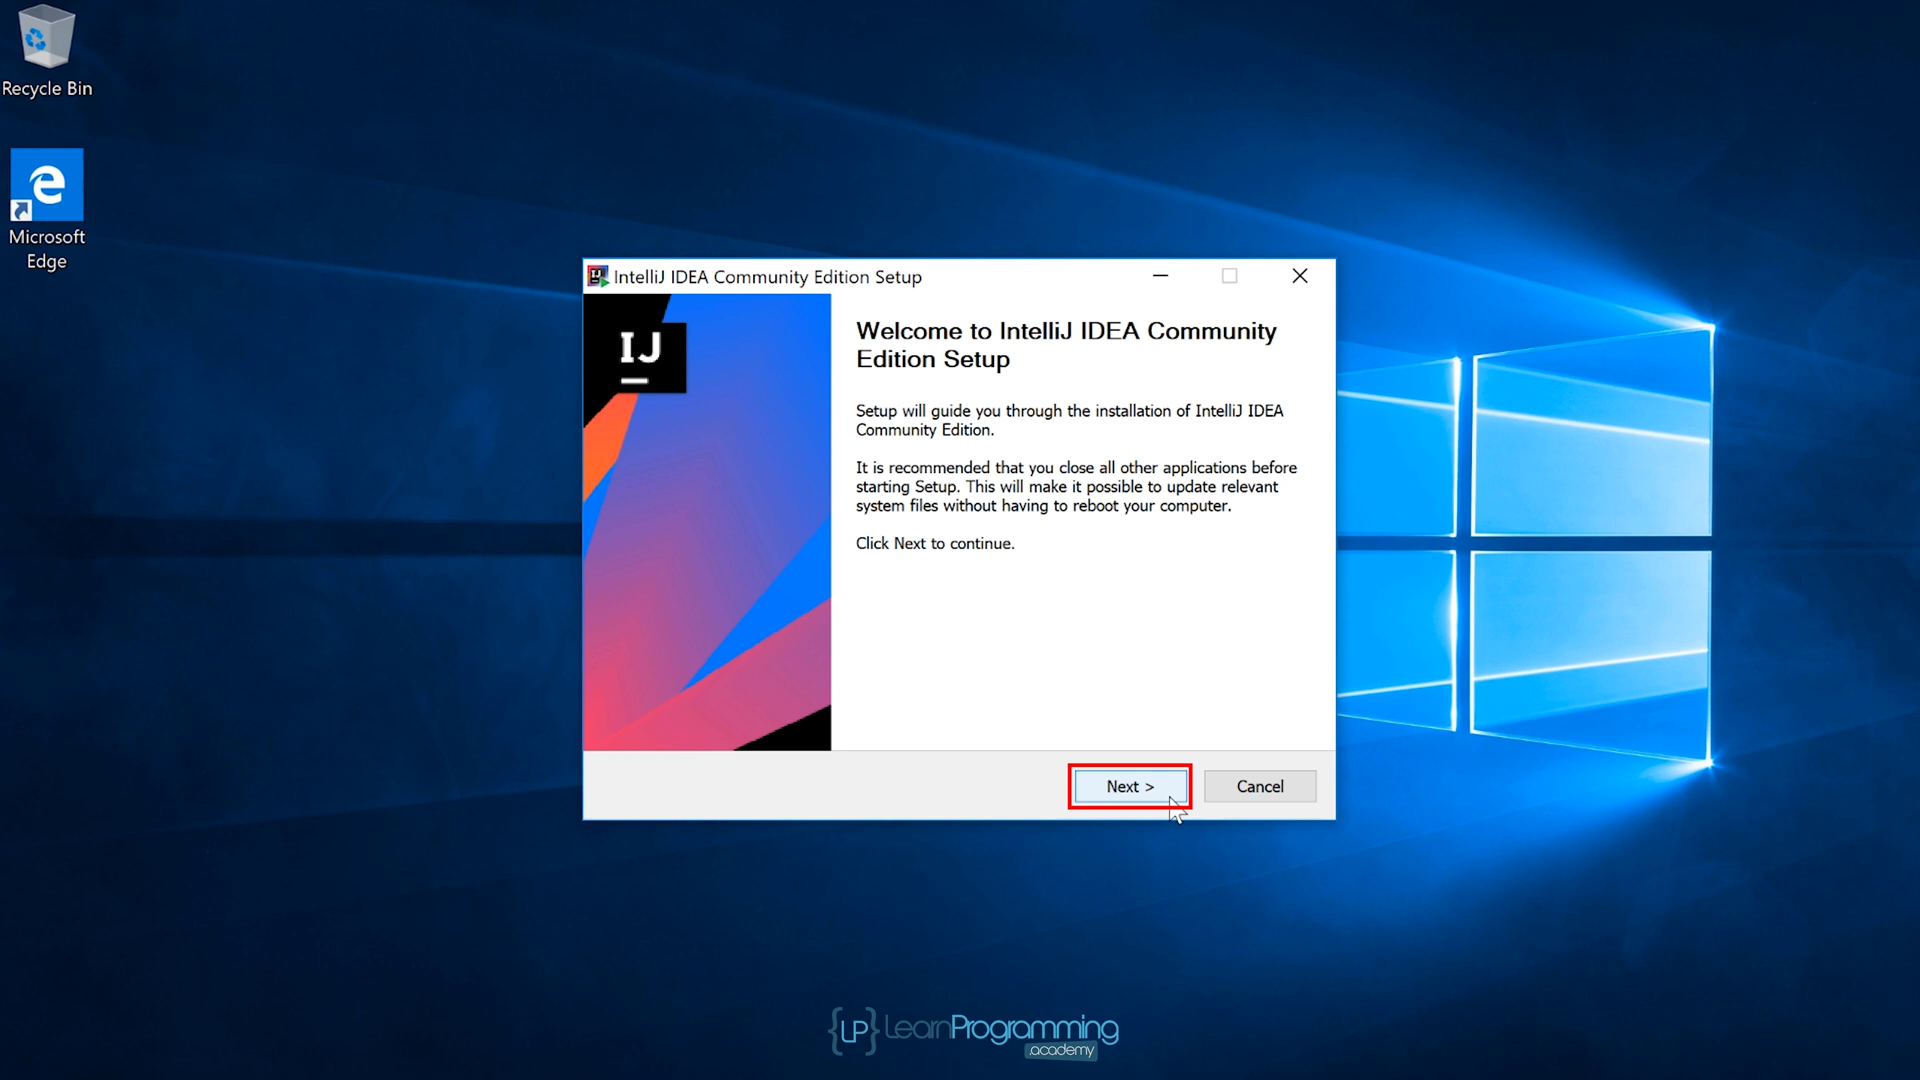 Recycle Bin
Microsoft
Edge
IntelliJ IDEA Community Edition Setup
IJ
Welcome to IntelliJ IDEA Community
Edition Setup
Setup will guide you through the installation of IntelliJ IDEA
Community Edition.
It is recommended that you close all other applications before
starting Setup. This will make it possible to update relevant
system files without having to reboot your computer.
Click Next to continue.
Next >
Cancel
{LP} LearnProgramming
.academy